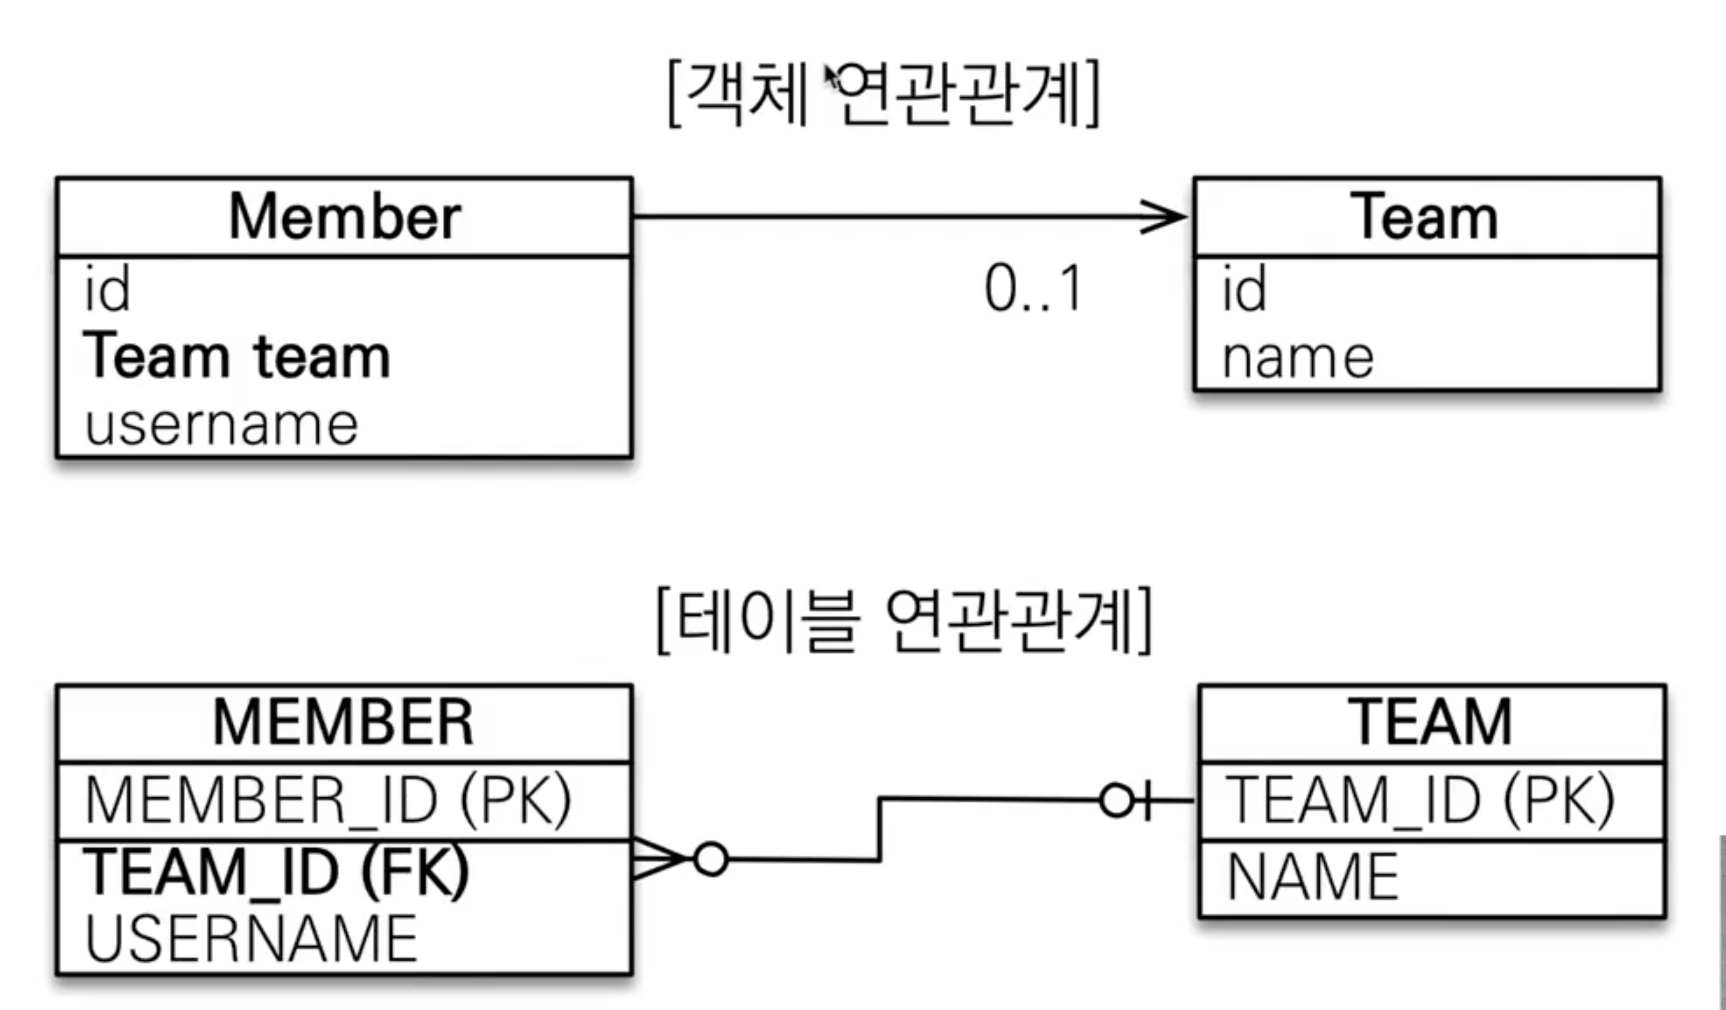 [객체 연관관계]
Member
id
Team team
username
0..1
Team
id
name
[테이블 연관관계]
MEMBER
MEMBER_ID (PK)
TEAM_ID (FK)
USERNAME
TEAM
TEAM_ID (PK)
NAME